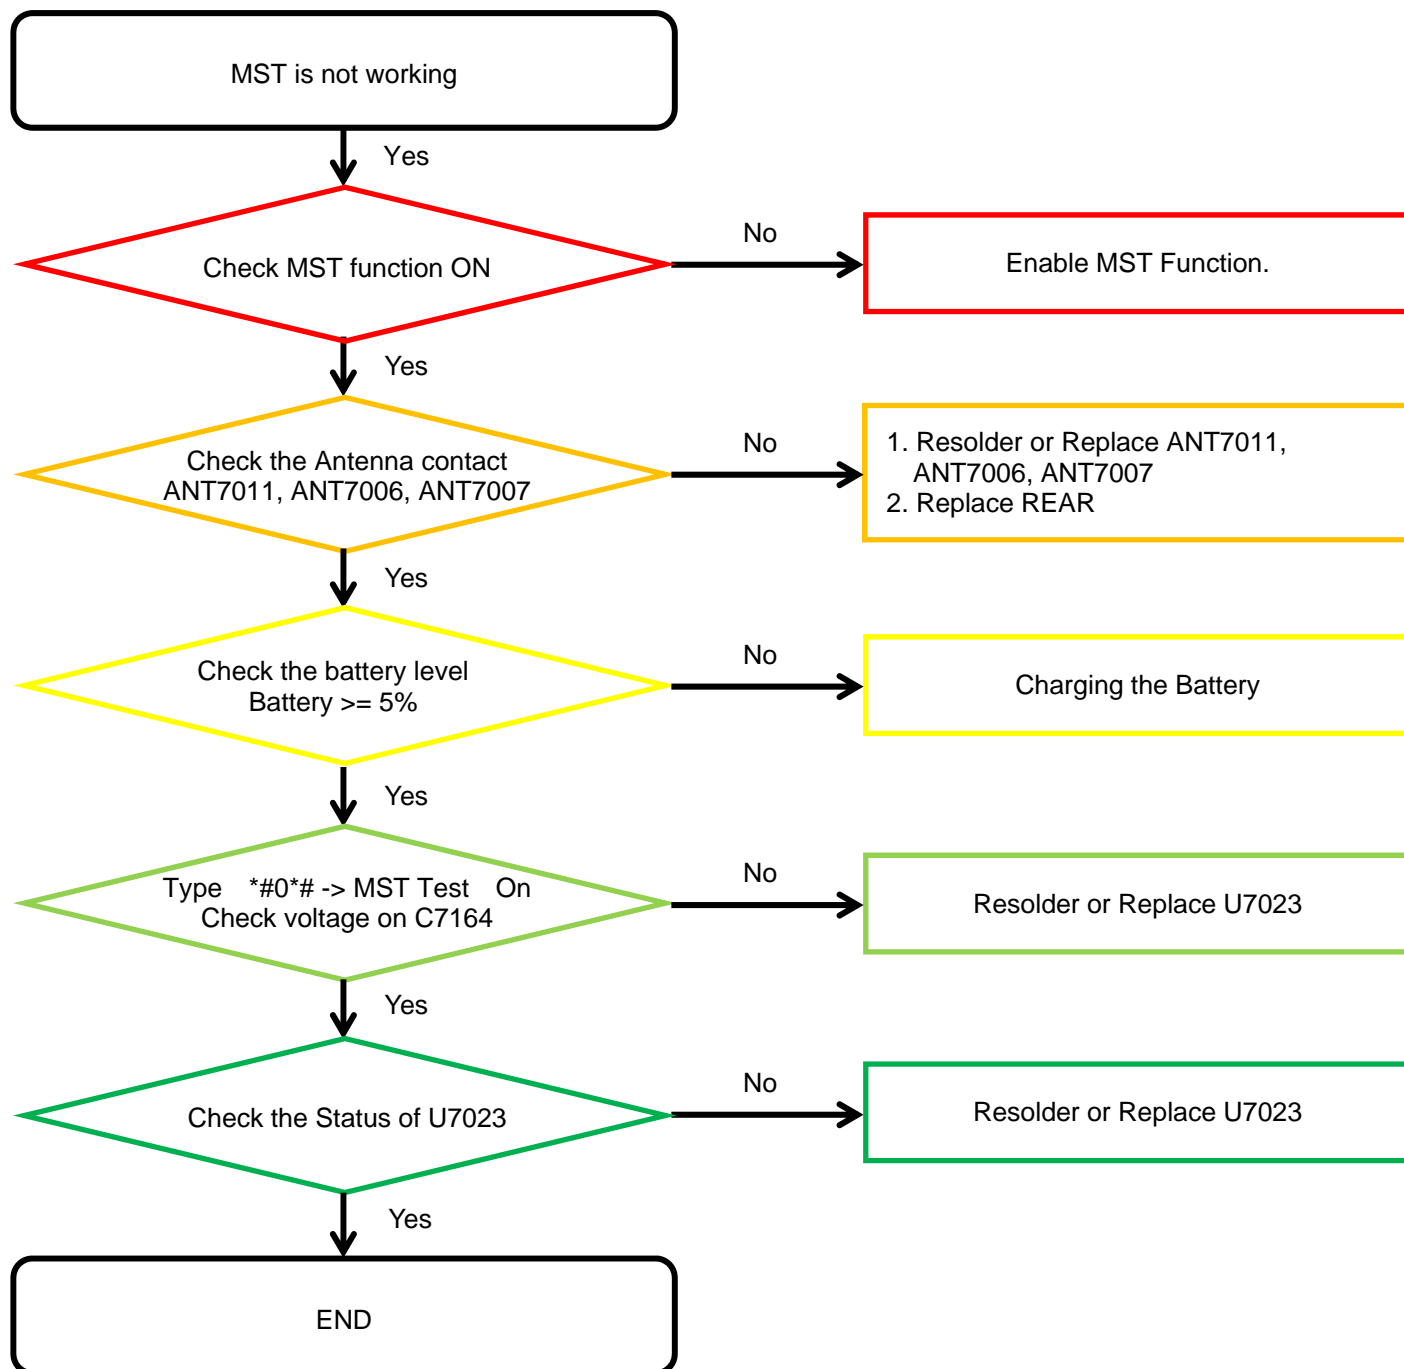 MST is not working
Yes
Check MST function ON
No
Enable MST Function.
Yes
Check the Antenna contact
ANT7011, ANT7006, ANT7007
No
1. Resolder or Replace ANT7011,
ANT7006, ANT7007
2. Replace REAR
Yes
Check the battery level
Battery >= 5%
No
Charging the Battery
Yes
Type *#0*# -> MST Test On
Check voltage on C7164
No
Resolder or Replace U7023
Yes
Check the Status of U7023
No
Resolder or Replace U7023
Yes
END